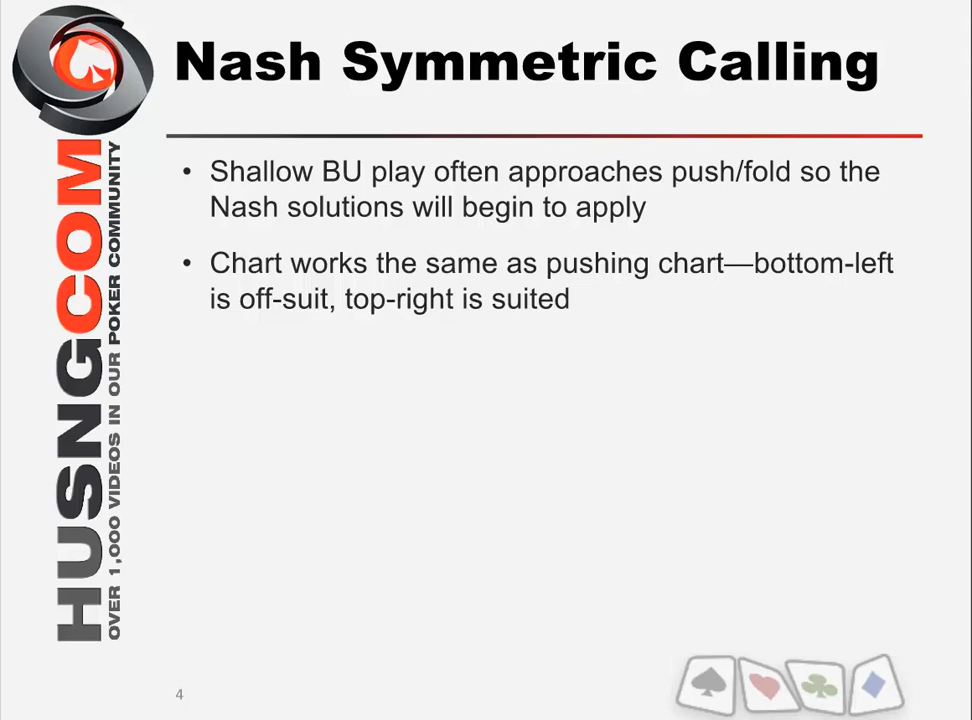 Nash Symmetric Calling
• Shallow BU play often approaches push/fold so the
Nash solutions will begin to apply
• Chart works the same as pushing chart—bottom-left
is off-suit, top-right is suited
HUSNGCOM
OVER 1,000 VIDEOS IN OUR POKER COMMUNITY
4